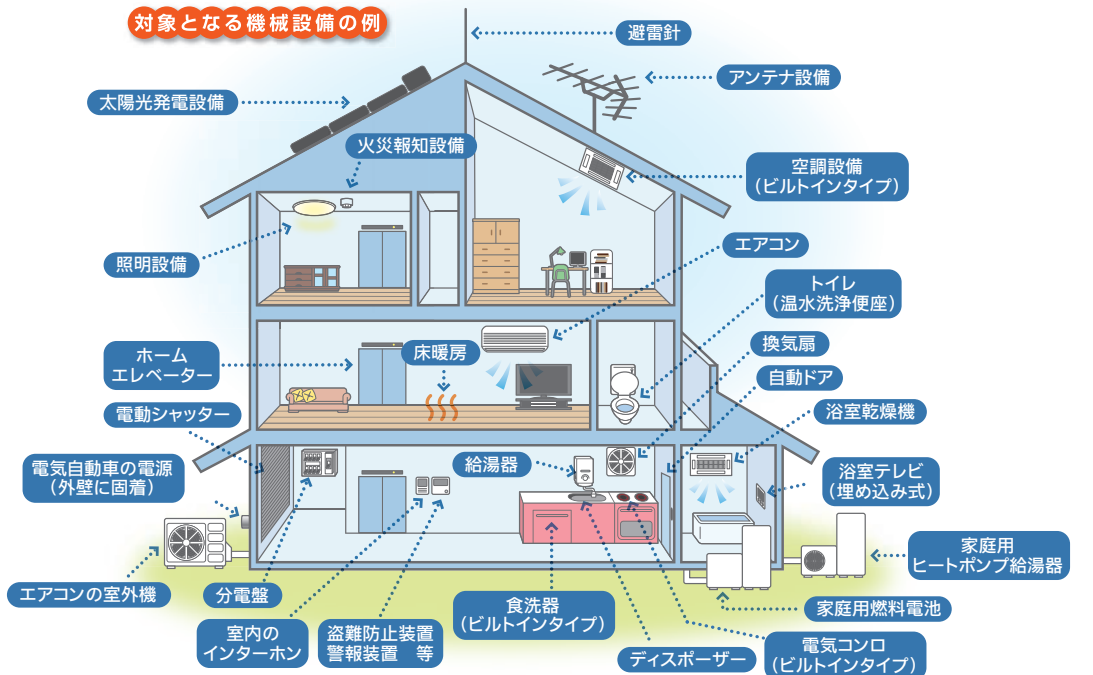 対象となる機械設備の例
避雷針
アンテナ設備
太陽光発電設備
火災報知設備
空調設備
(ビルトインタイプ)
エアコン
照明設備
トイレ
(温水洗浄便座)
換気扇
ホーム
エレベーター
床暖房
自動ドア
電動シャッター
浴室乾燥機
電気自動車の電源
(外壁に固着)
給湯器
浴室テレビ
(埋め込み式)
家庭用
ヒートポンプ給湯器
エアコンの室外機
分電盤
食洗器
(ビルトインタイプ)
家庭用燃料電池
室内の
インターホン
盗難防止装置
警報装置 等
ディスポーザー
電気コンロ
(ビルトインタイプ)